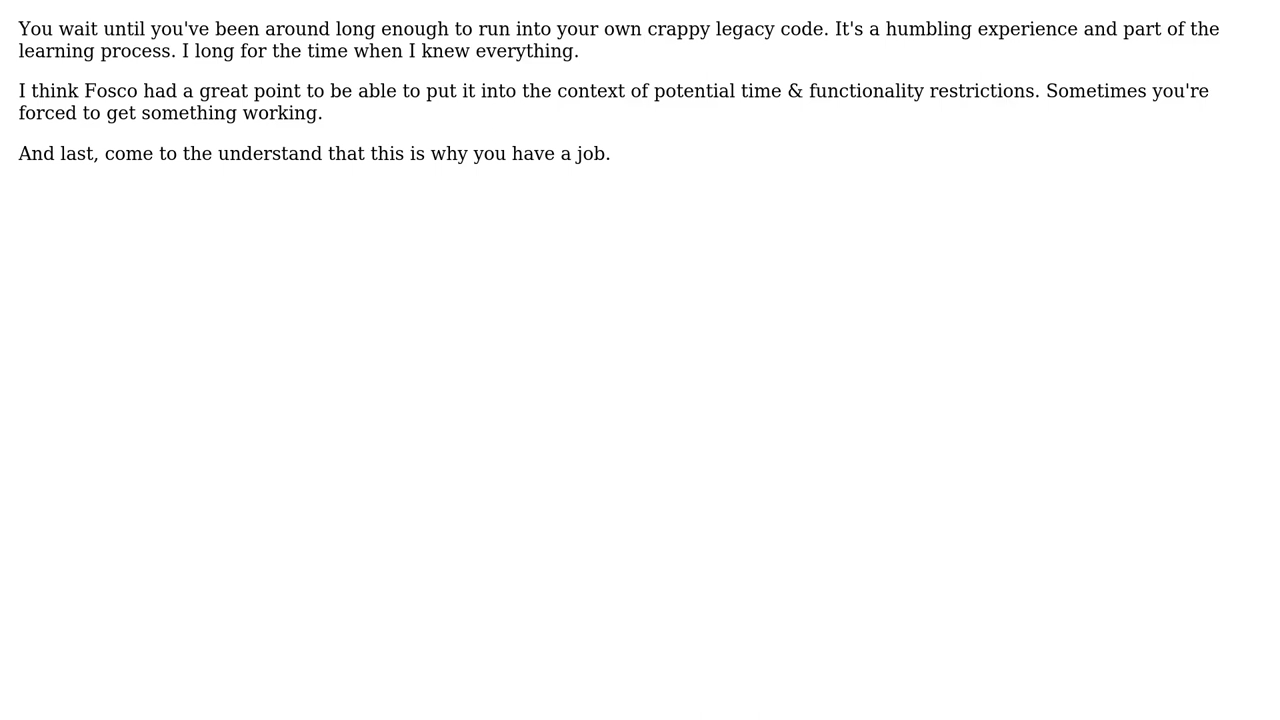 You wait until you've been around long enough to run into your own crappy legacy code. It's a humbling experience and part of the
learning process. I long for the time when I knew everything.
I think Fosco had a great point to be able to put it into the context of potential time & functionality restrictions. Sometimes you're
forced to get something working.
And last, come to the understand that this is why you have a job.